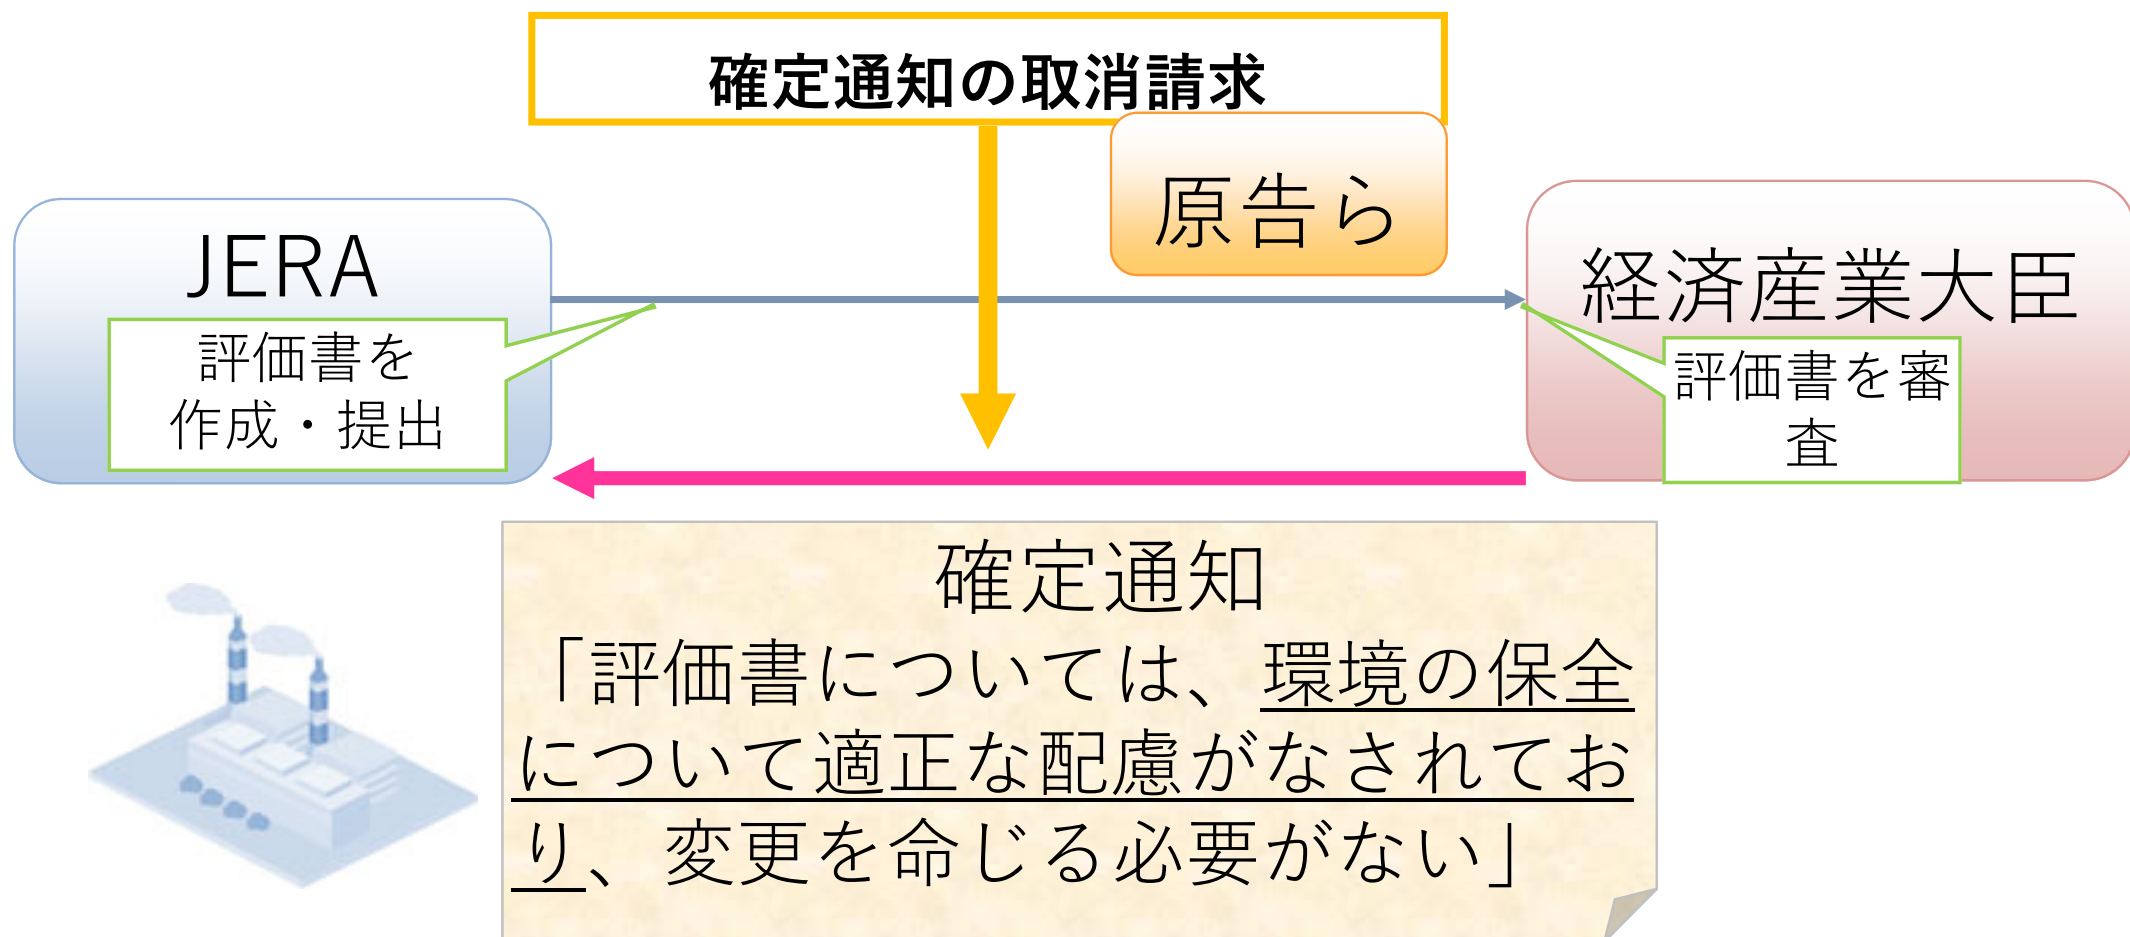 確定通知の取消請求
原告ら
JERA
評価書を
作成・提出
経済産業大臣
評価書を審
査
確定通知
「評価書については、環境の保全
について適正な配慮がなされてお
り、変更を命じる必要がない」